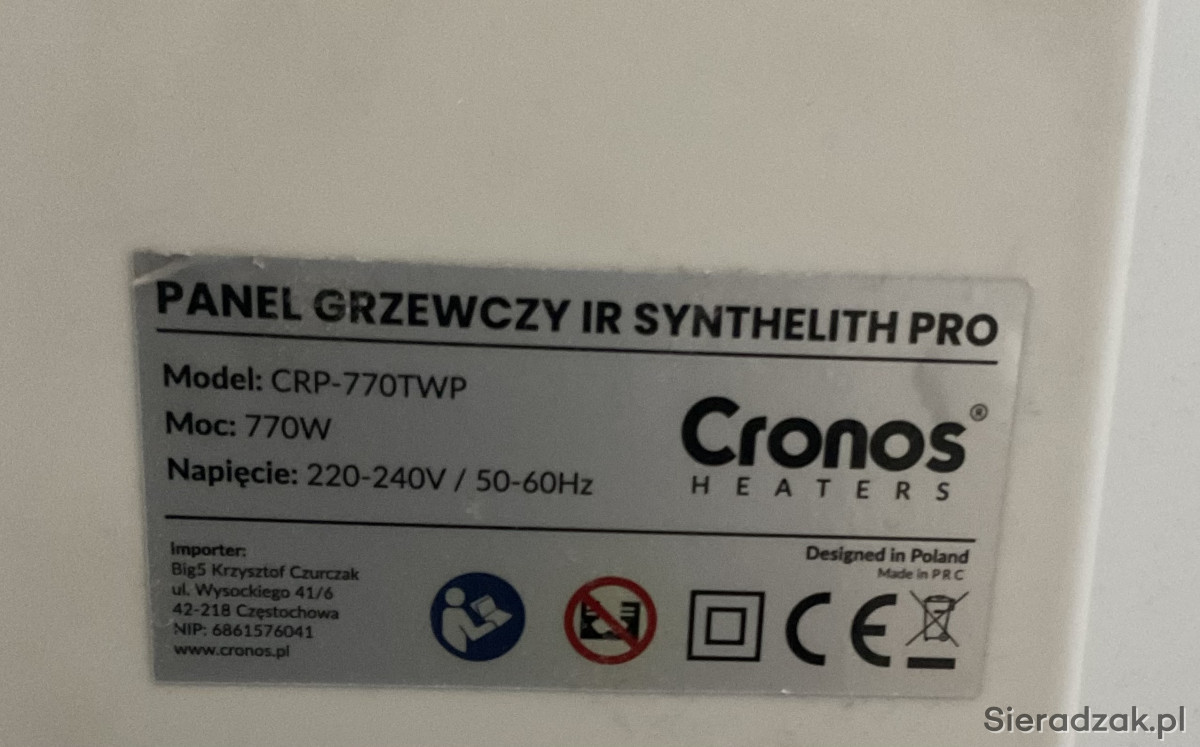 PANEL GRZEWCZY IR SYNTHELITH PRO
Model: CRP-770TWP
Moc: 770W
Napięcie: 220-240V / 50-60Hz
Cronos®
HEATERS
Importer:
Big5 Krzysztof Czurczak
ul. Wysockiego 41/6
42-218 Częstochowa
NIP: 6861576041
www.cronos.pl
Designed in Poland
Made in PRC
CE
Sieradzak.pl